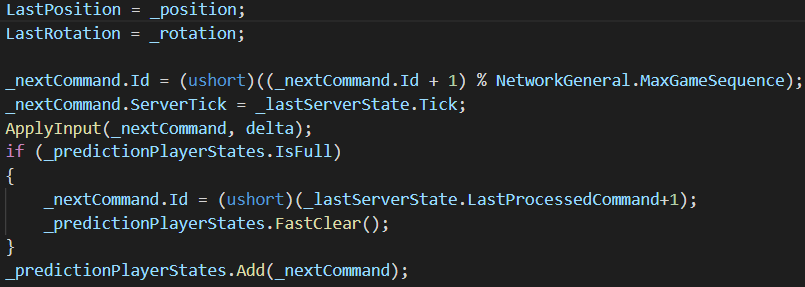 LastPosition = _position;
LastRotation = _rotation;
_nextCommand.Id = (ushort)((_nextCommand.Id + 1) % NetworkGeneral.MaxGameSequence);
_nextCommand.ServerTick = _lastServerState.Tick;
ApplyInput(_nextCommand, delta);
if (_predictionPlayerStates.IsFull)
{
    _nextCommand.Id = (ushort)(_lastServerState.LastProcessedCommand+1);
    _predictionPlayerStates.FastClear();
}
_predictionPlayerStates.Add(_nextCommand);